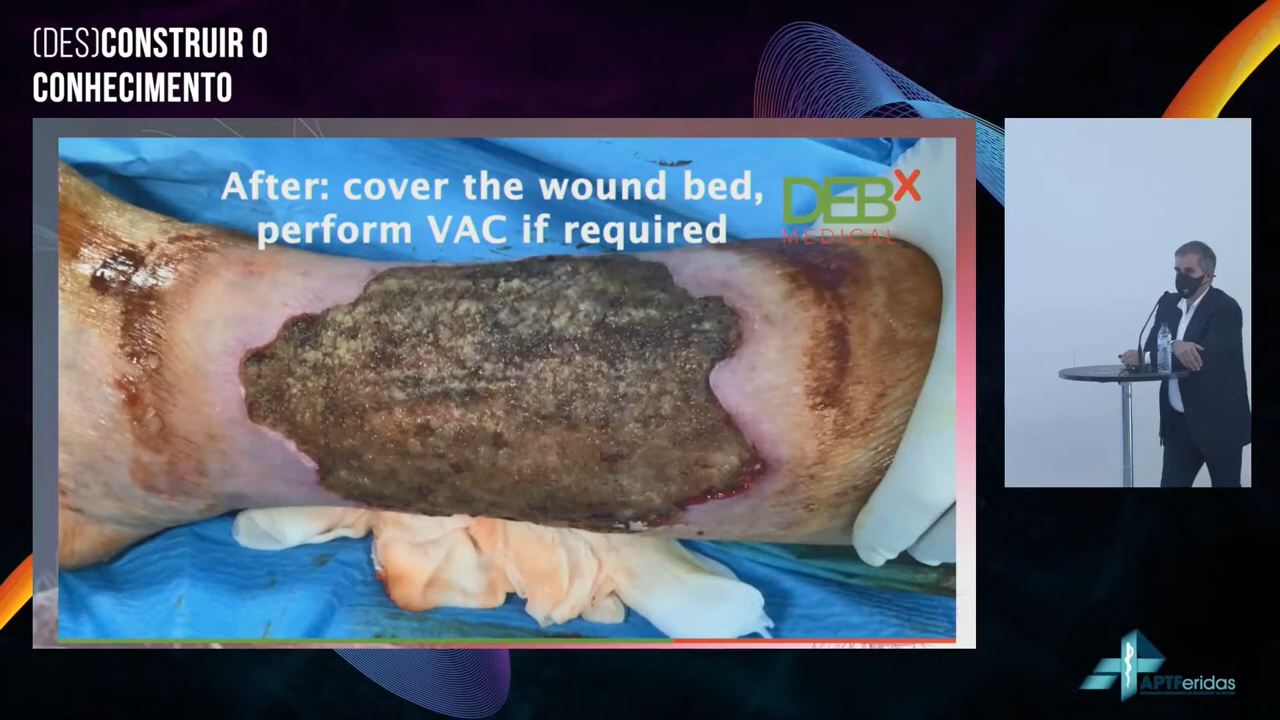 (DES)CONSTRUIR O
CONHECIMENTO
After: cover the wound bed,
perform VAC if required
DEBX
MEDICAL
APTFeridas